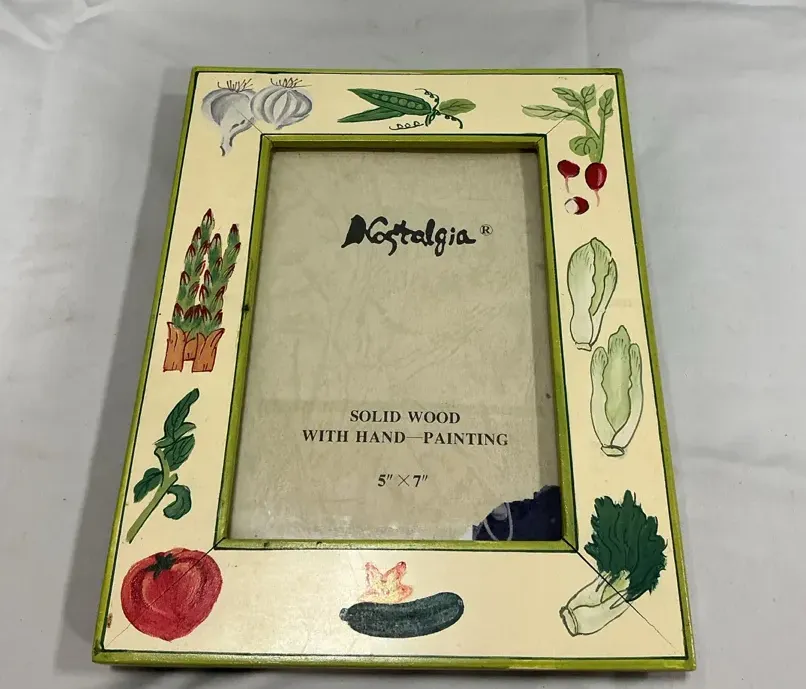 Nostalgia ®
SOLID WOOD
WITH HAND—PAINTING
5" × 7"